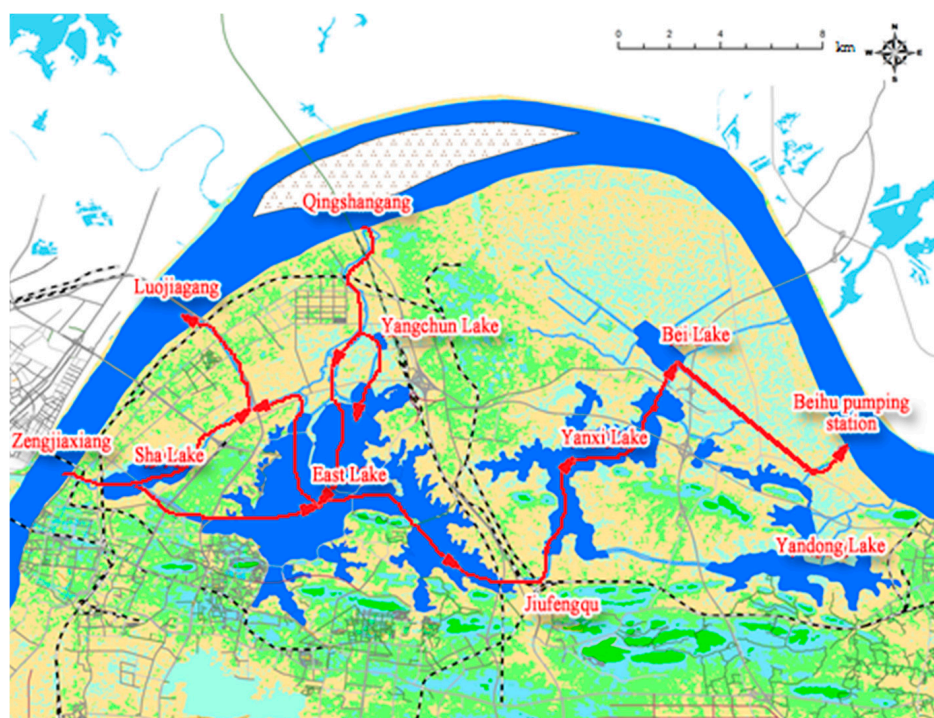 N
W E
S
0 2 4 8 km
Qingshangang
Luojiagang
Yangchun Lake
Bei Lake
Beihu pumping
station
Zengjiaxiang
Sha Lake
Yanxi Lake
East Lake
Yandong Lake
Jiufengqu